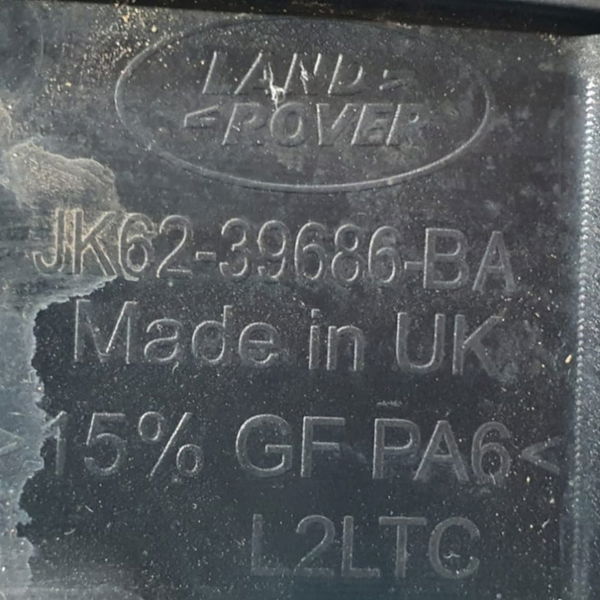 LAND
ROVER
JK62-39686-BA
Made in UK
>15% GF PA6<
L2LTC